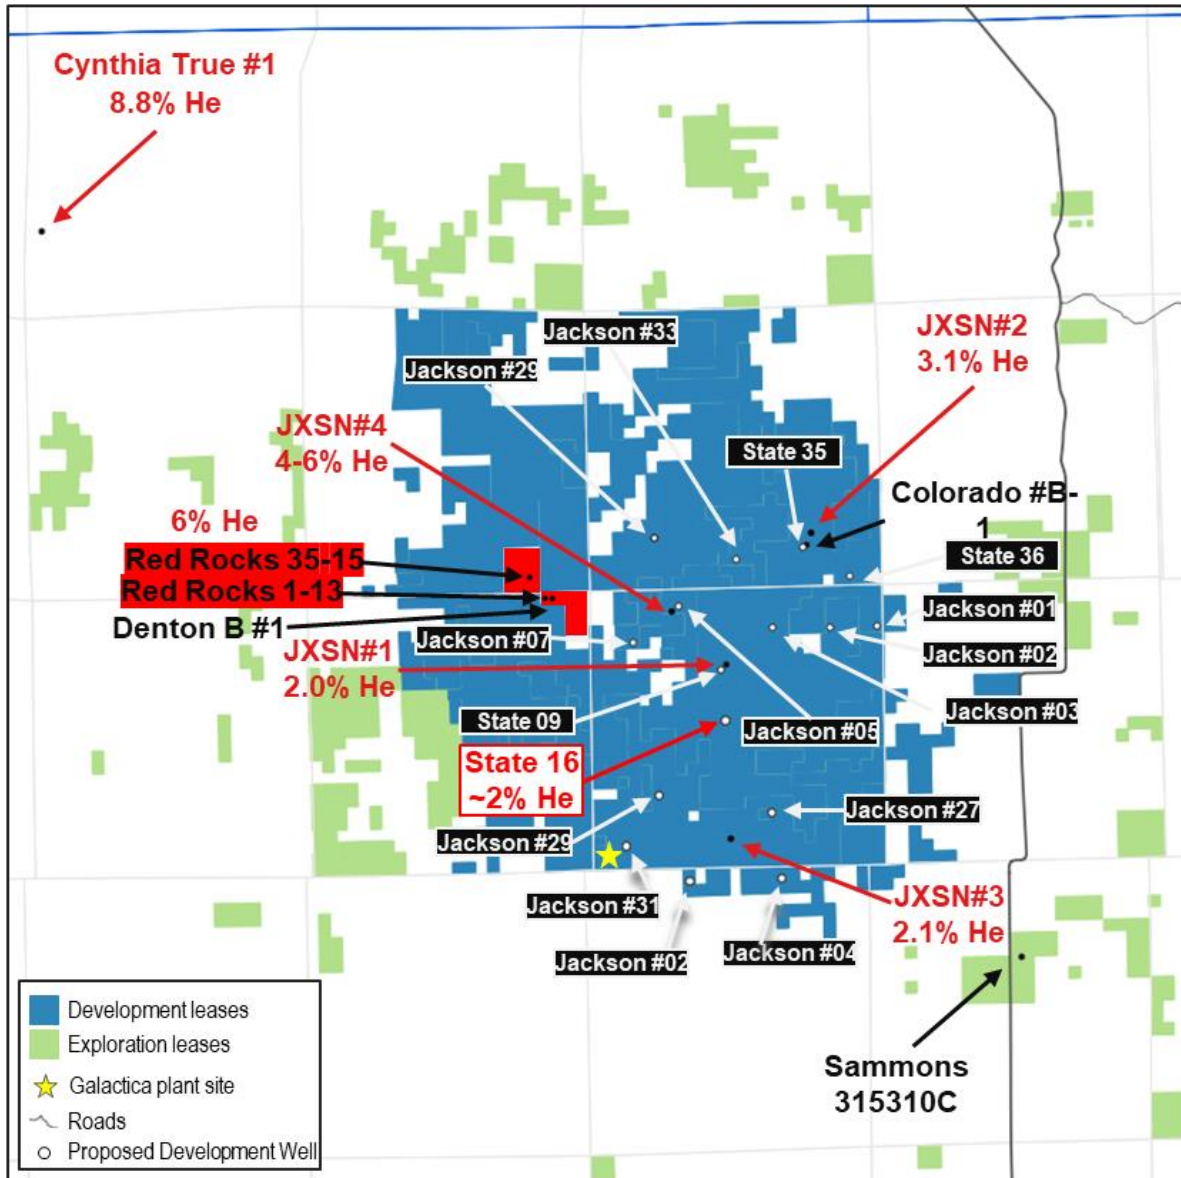 Cynthia True #1
8.8% He
Jackson #33
Jackson #29
JXSN#2
3.1% He
JXSN#4
4-6% He
State 35
Colorado #B-
1
6% He
State 36
Red Rocks 35-15
Red Rocks 1-13
Jackson #01
Denton B #1
Jackson #07
JXSN#1
2.0% He
Jackson #02
State 09
Jackson #05
Jackson #03
State 16
~2% He
Jackson #29
Jackson #27
Jackson #31
JXSN#3
2.1% He
Jackson #02
Jackson #04
Sammons
315310C
Development leases
Exploration leases
Galactica plant site
Roads
Proposed Development Well